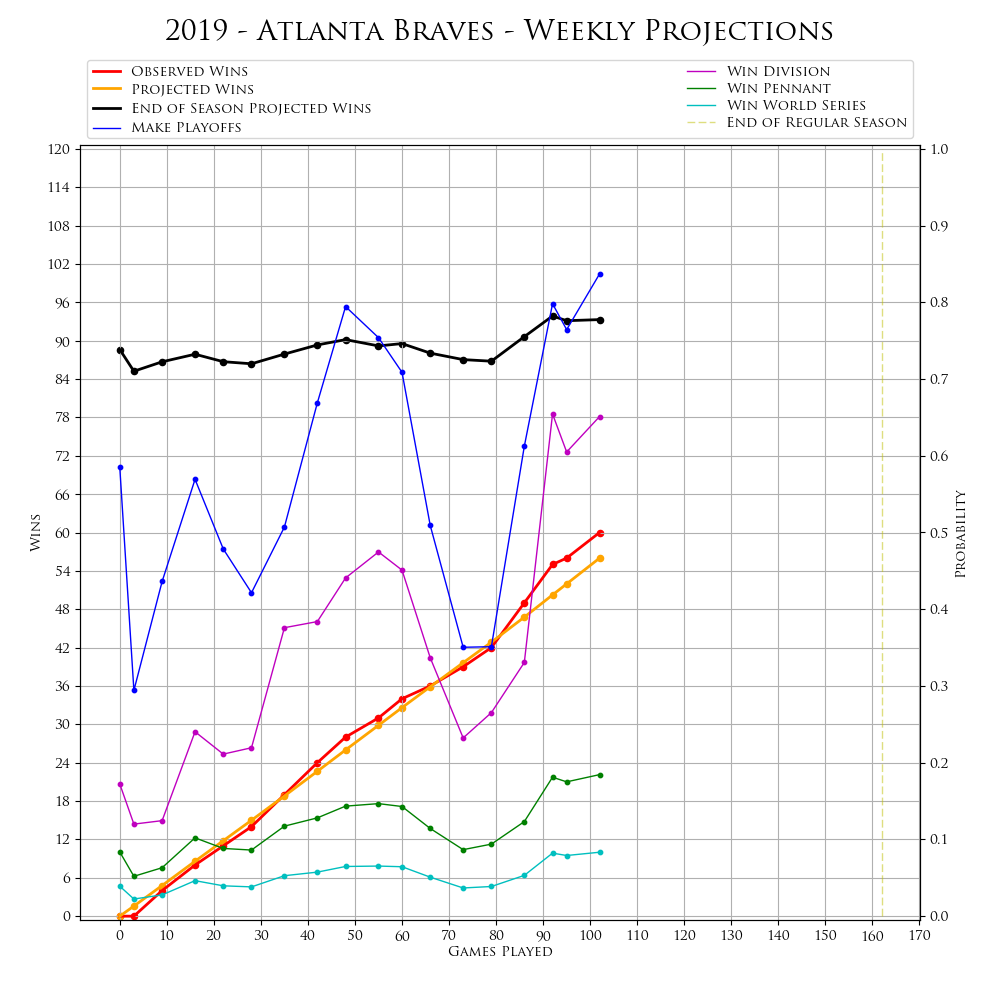 2019 - Atlanta Braves - Weekly Projections
Observed Wins
Projected Wins
End of Season Projected Wins
Make Playoffs
Win Division
Win Pennant
Win World Series
End of Regular Season
120
114
108
102
96
90
84
78
72
66
60
54
48
42
36
30
24
18
12
6
0
Wins
1.0
0.9
0.8
0.7
0.6
0.5
0.4
0.3
0.2
0.1
0.0
Probability
0 10 20 30 40 50 60 70 80 90 100 110 120 130 140 150 160 170
Games Played